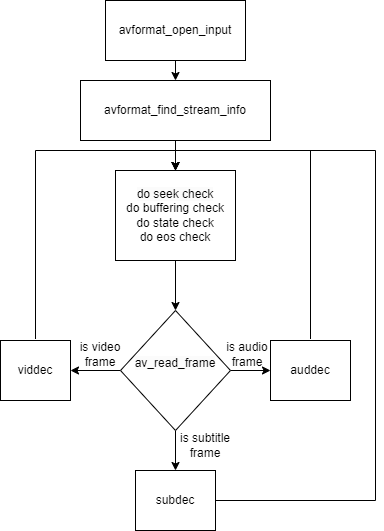 avformat_open_input
avformat_find_stream_info
do seek check
do buffering check
do state check
do eos check
is video
frame
av_read_frame
is audio
frame
viddec
auddec
is subtitle
frame
subdec